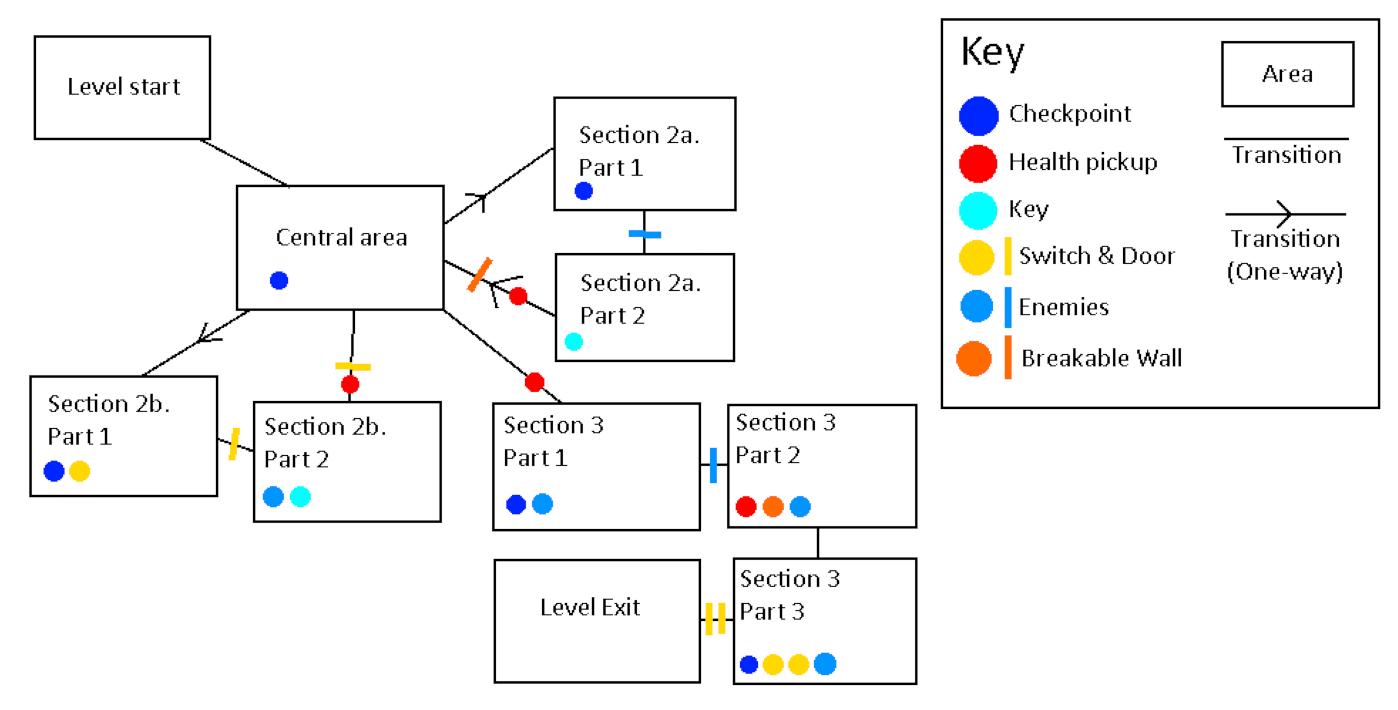 Level start
Central area
Section 2a.
Part 1
Section 2a.
Part 2
Section 2b.
Part 1
Section 2b.
Part 2
Section 3
Part 1
Section 3
Part 2
Section 3
Part 3
Level Exit
Key
Checkpoint
Health pickup
Key
Switch & Door
Enemies
Breakable Wall
Area
Transition
Transition
(One-way)